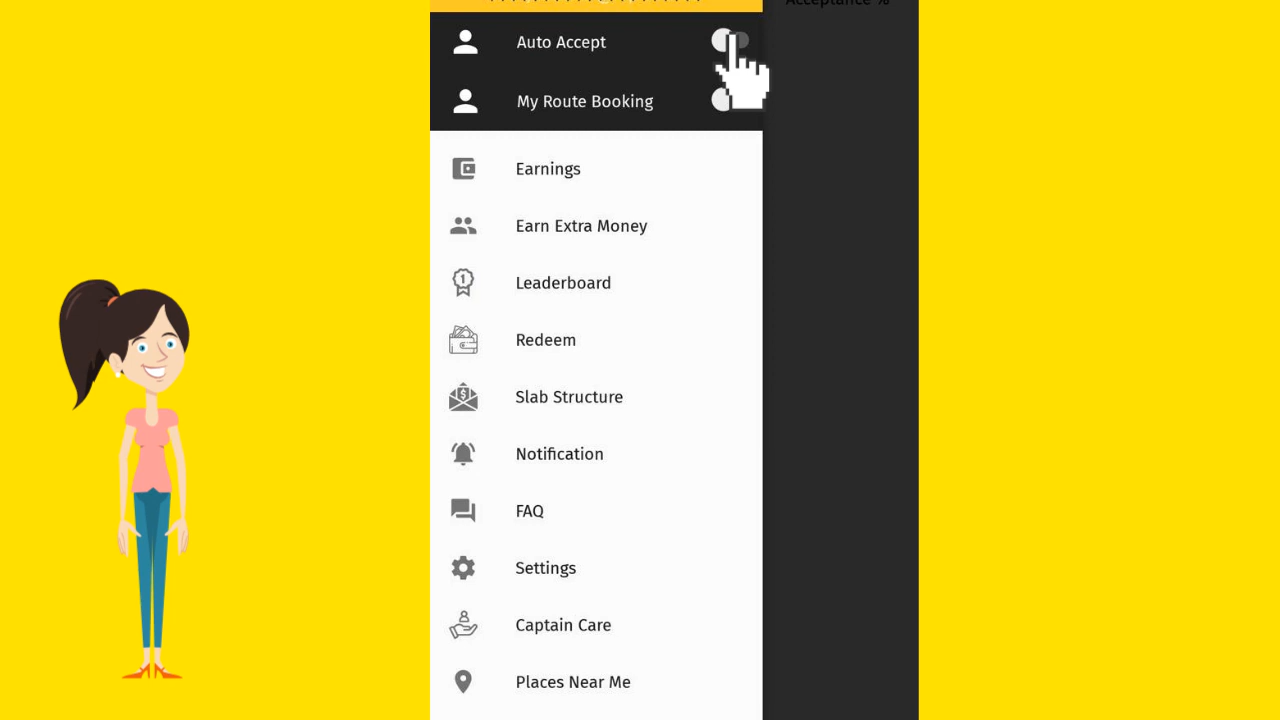 Acceptance %
Auto Accept
My Route Booking
Earnings
Earn Extra Money
Leaderboard
Redeem
Slab Structure
Notification
FAQ
Settings
Captain Care
Places Near Me